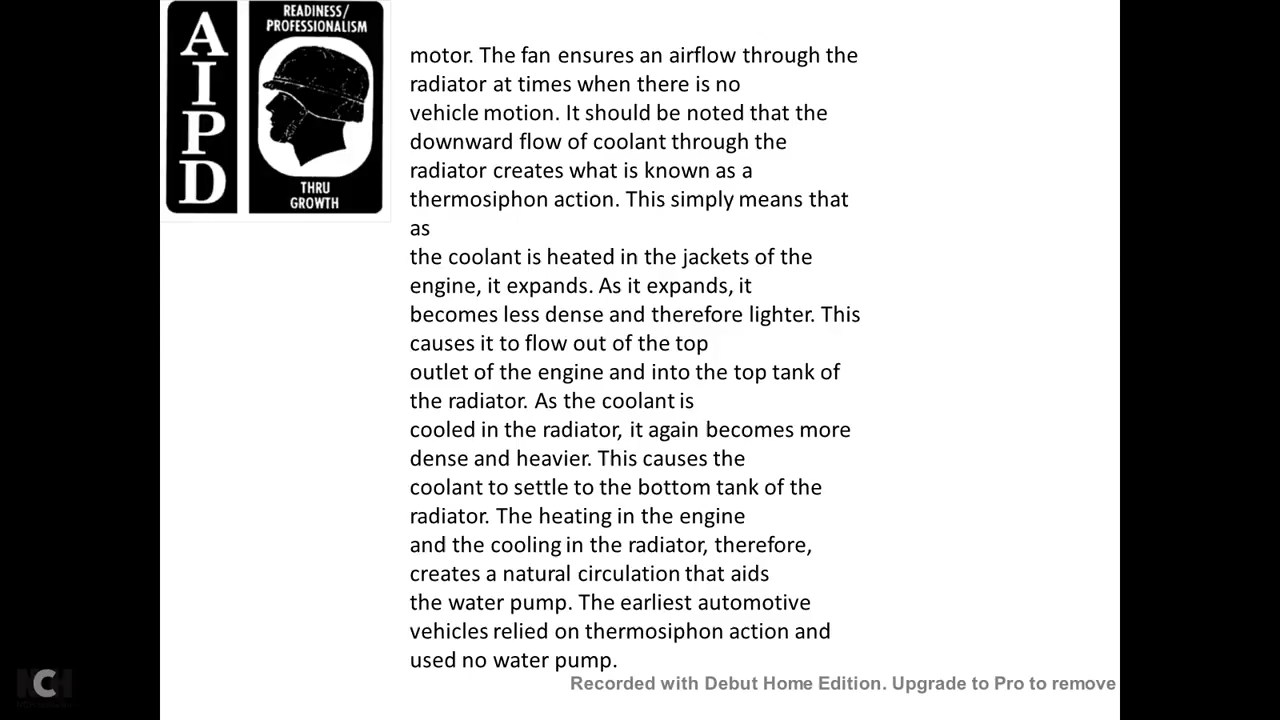 A
I
P
D
READINESS/
PROFESSIONALISM
THRU
GROWTH
motor. The fan ensures an airflow through the
radiator at times when there is no
vehicle motion. It should be noted that the
downward flow of coolant through the
radiator creates what is known as a
thermosiphon action. This simply means that
as
the coolant is heated in the jackets of the
engine, it expands. As it expands, it
becomes less dense and therefore lighter. This
causes it to flow out of the top
outlet of the engine and into the top tank of
the radiator. As the coolant is
cooled in the radiator, it again becomes more
dense and heavier. This causes the
coolant to settle to the bottom tank of the
radiator. The heating in the engine
and the cooling in the radiator, therefore,
creates a natural circulation that aids
the water pump. The earliest automotive
vehicles relied on thermosiphon action and
used no water pump.
NCH
Recorded with Debut Home Edition. Upgrade to Pro to remove